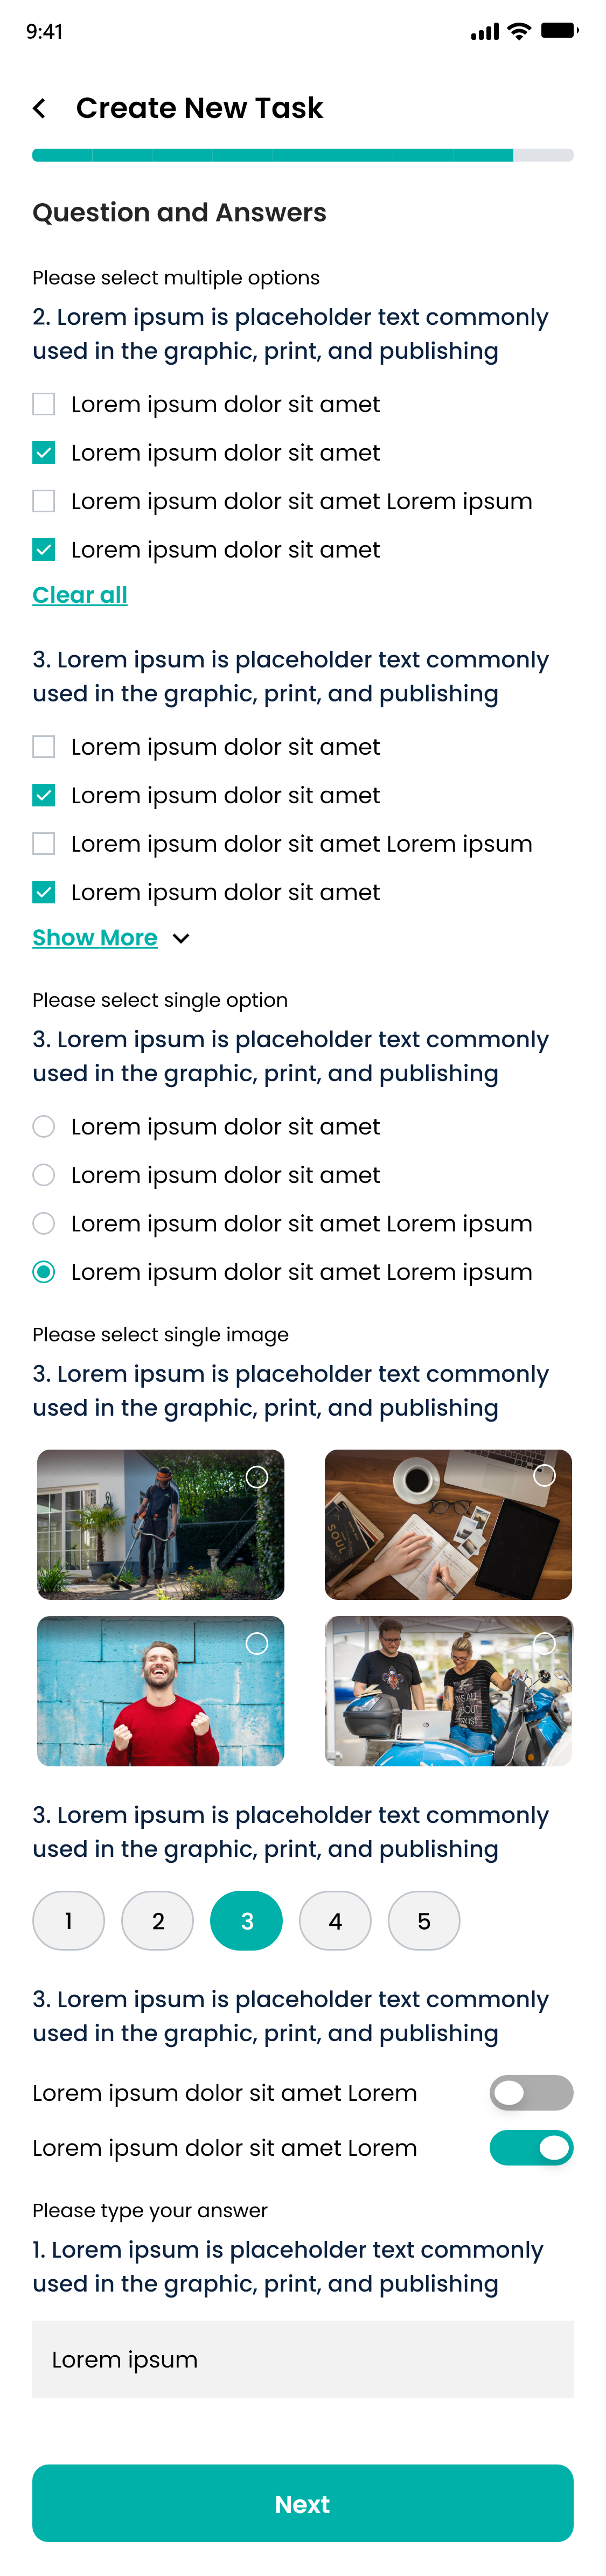 9:41
Create New Task
Question and Answers
Please select multiple options
2. Lorem ipsum is placeholder text commonly
used in the graphic, print, and publishing
Lorem ipsum dolor sit amet
Lorem ipsum dolor sit amet
Lorem ipsum dolor sit amet Lorem ipsum
Lorem ipsum dolor sit amet
Clear all
3. Lorem ipsum is placeholder text commonly
used in the graphic, print, and publishing
Lorem ipsum dolor sit amet
Lorem ipsum dolor sit amet
Lorem ipsum dolor sit amet Lorem ipsum
Lorem ipsum dolor sit amet
Show More
Please select single option
3. Lorem ipsum is placeholder text commonly
used in the graphic, print, and publishing
Lorem ipsum dolor sit amet
Lorem ipsum dolor sit amet
Lorem ipsum dolor sit amet Lorem ipsum
Lorem ipsum dolor sit amet Lorem ipsum
Please select single image
3. Lorem ipsum is placeholder text commonly
used in the graphic, print, and publishing
SOUL
3. Lorem ipsum is placeholder text commonly
used in the graphic, print, and publishing
1 2 3 4 5
3. Lorem ipsum is placeholder text commonly
used in the graphic, print, and publishing
Lorem ipsum dolor sit amet Lorem
Lorem ipsum dolor sit amet Lorem
Please type your answer
1. Lorem ipsum is placeholder text commonly
used in the graphic, print, and publishing
Lorem ipsum
Next